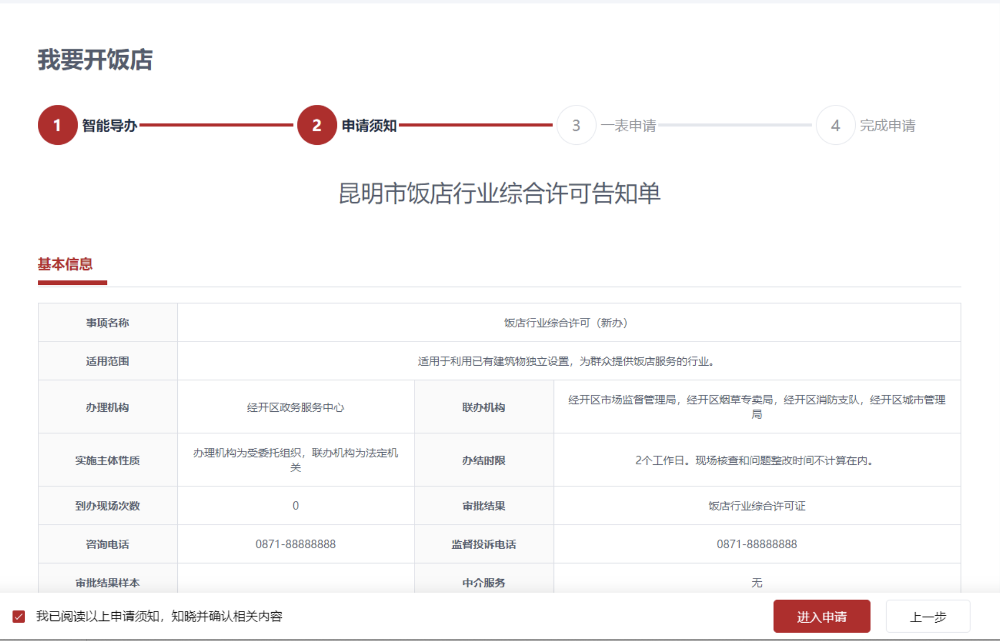 我要开饭店
1 智能导办 2 申请须知 3 一表申请 4 完成申请
昆明市饭店行业综合许可告知单
基本信息
事项名称 饭店行业综合许可（新办）
适用范围 适用于利用已有建筑物独立设置，为群众提供饭店服务的行业。
办理机构 经开区政务服务中心 联办机构 经开区市场监督管理局，经开区烟草专卖局，经开区消防支队，经开区城市管理
局
实施主体性质 办理机构为受委托组织，联办机构为法定机
关 办结时限 2个工作日。现场核查和问题整改时间不计算在内。
到办现场次数 0 审批结果 饭店行业综合许可证
咨询电话 0871-88888888 监督投诉电话 0871-88888888
审批结果样本 中介服务 无
我已阅读以上申请须知，知晓并确认相关内容 进入申请 上一步